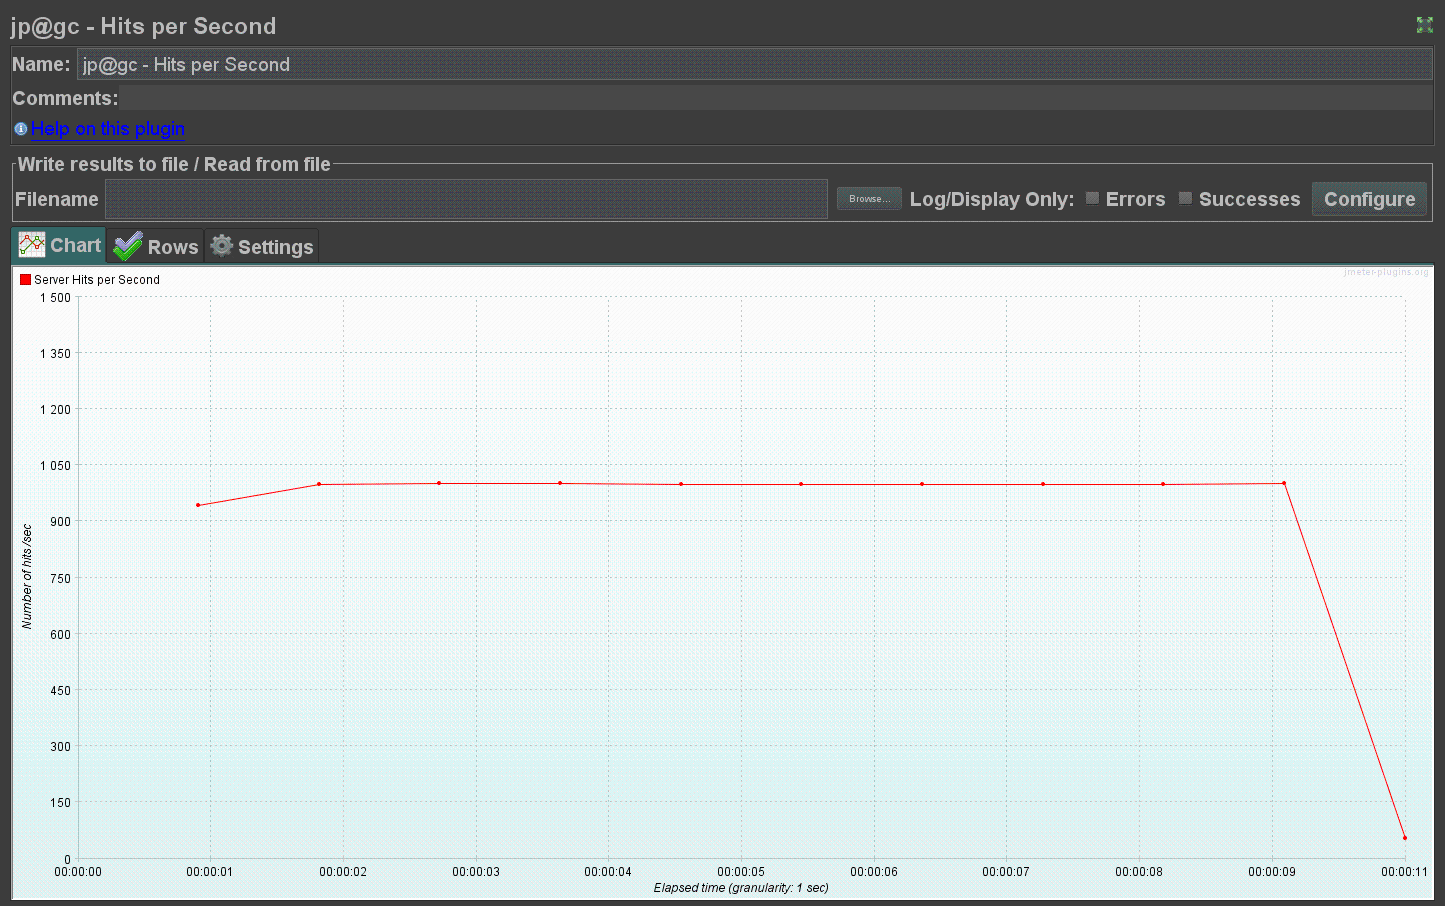 jp@gc - Hits per Second
Name: jp@gc - Hits per Second
Comments:
Help on this plugin
Write results to file / Read from file
Filename Browse... Log/Display Only: Errors Successes Configure
Chart Rows Settings
jmeter-plugins.org
Server Hits per Second
1 500
1 350
1 200
1 050
900
750
600
450
300
150
0
Number of hits /sec
00:00:00 00:00:01 00:00:02 00:00:03 00:00:04 00:00:05 00:00:06 00:00:07 00:00:08 00:00:09 00:00:11
Elapsed time (granularity: 1 sec)